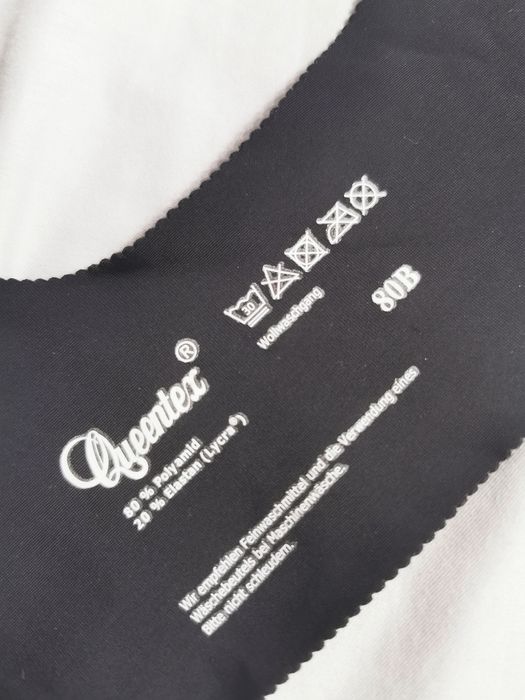 30
Wollwaschgang
80B
Queentex®
80 % Polyamid
20 % Elastan (Lycra®)
Wir empfehlen Feinwaschmittel und die Verwendung eines
Wäschebeutels bei Maschinenwäsche.
Bitte nicht schleudern.